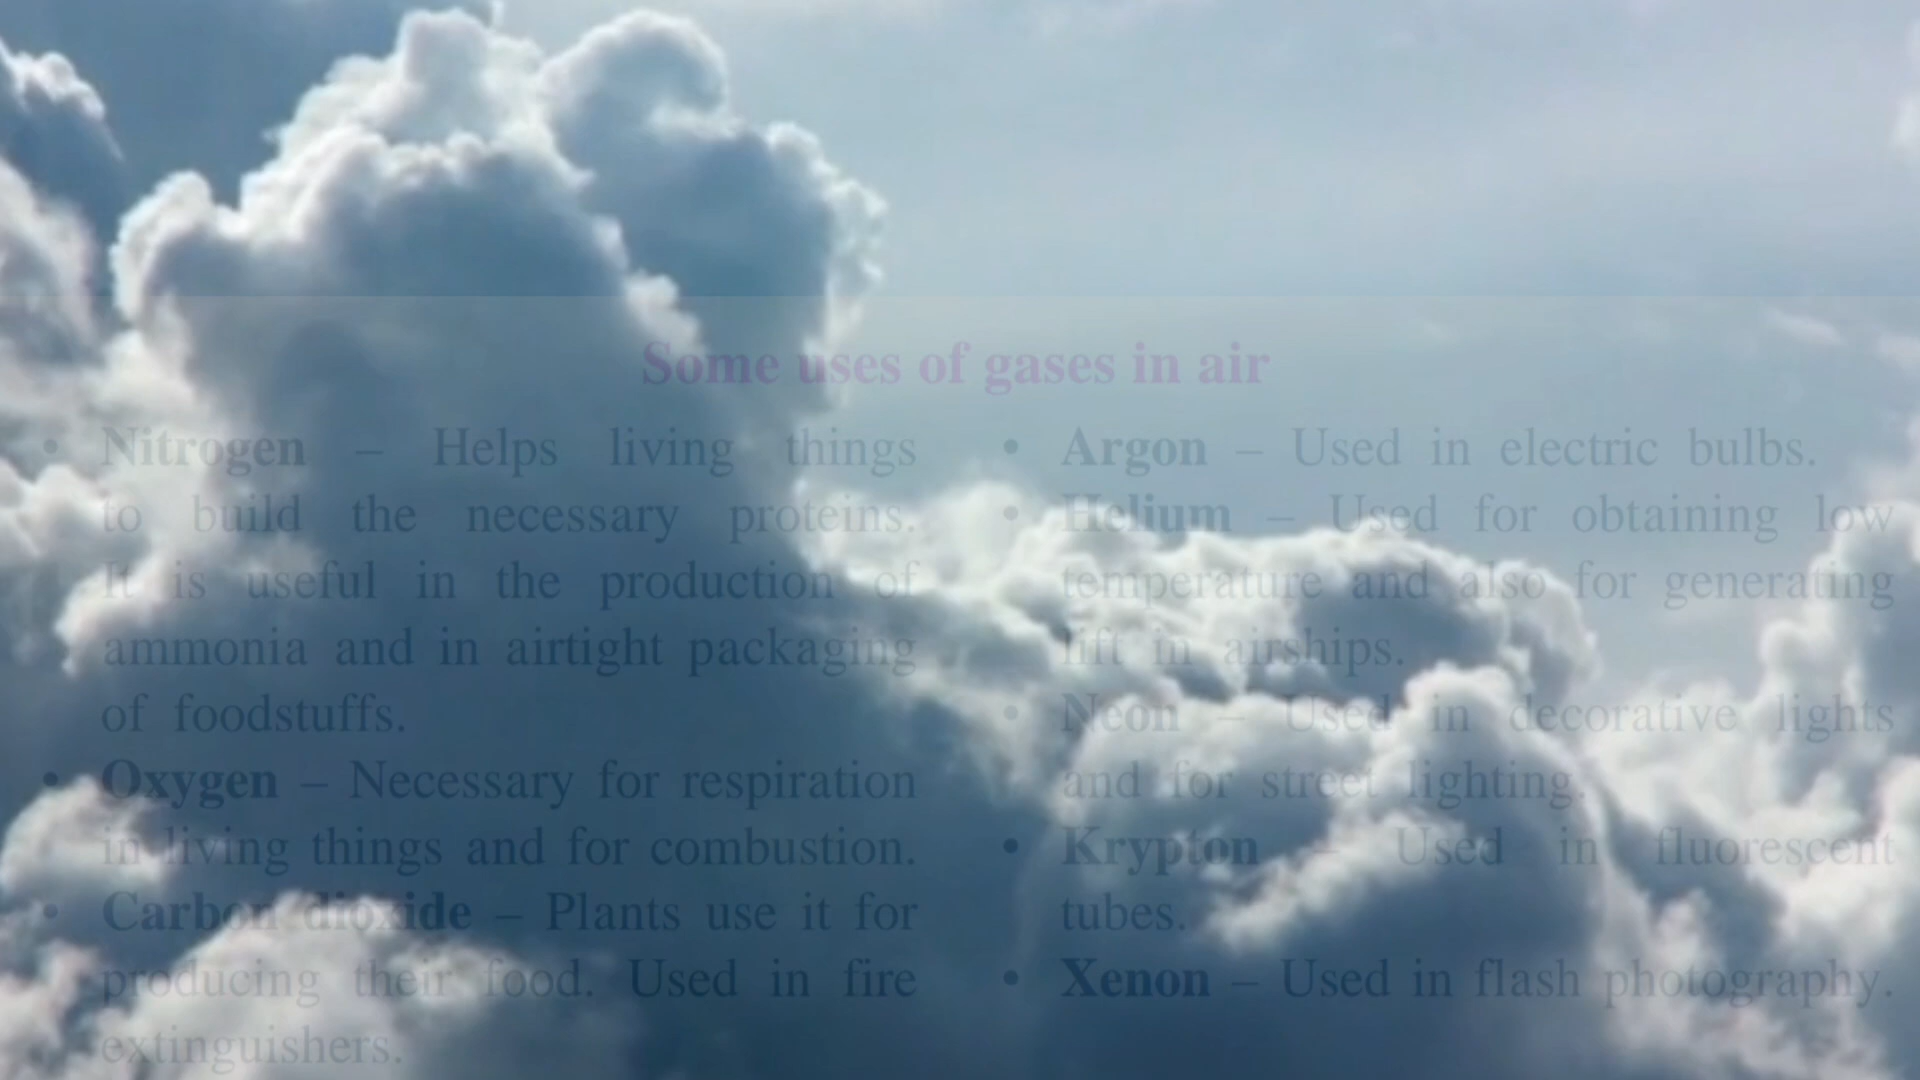 Some uses of gases in air
• Nitrogen – Helps living things
to build the necessary proteins.
It is useful in the production of
ammonia and in airtight packaging
of foodstuffs.
• Oxygen – Necessary for respiration
in living things and for combustion.
• Carbon dioxide – Plants use it for
producing their food. Used in fire
extinguishers.
• Argon – Used in electric bulbs.
• Helium – Used for obtaining low
temperature and also for generating
lift in airships.
• Neon – Used in decorative lights
and for street lighting.
• Krypton – Used in fluorescent
tubes.
• Xenon – Used in flash photography.